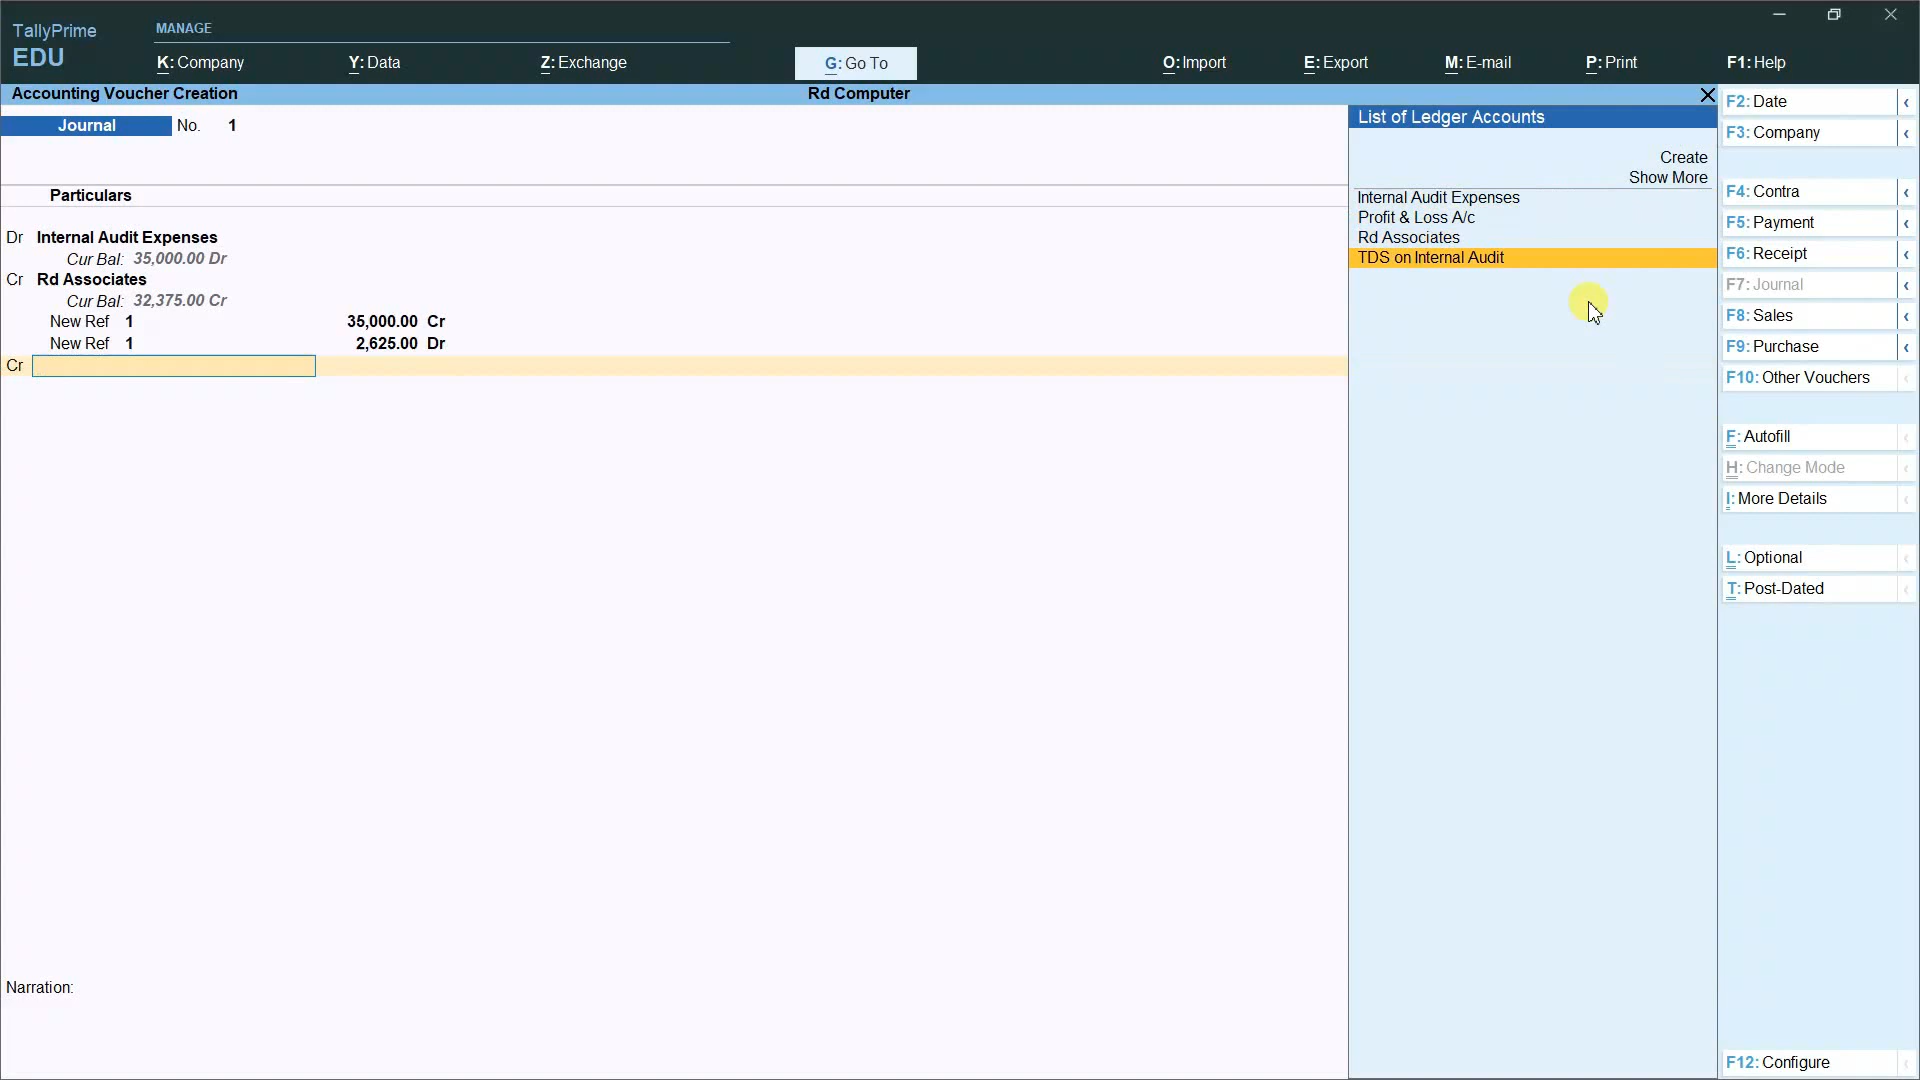 TallyPrime
EDU
MANAGE
K: Company
Y: Data
Z: Exchange
G: Go To
O: Import
E: Export
M: E-mail
P: Print
F1: Help
Accounting Voucher Creation
Rd Computer
Journal No. 1
Particulars
Dr Internal Audit Expenses
Cur Bal: 35,000.00 Dr
Cr Rd Associates
Cur Bal: 32,375.00 Cr
New Ref 1 35,000.00 Cr
New Ref 1 2,625.00 Dr
Cr
Narration:
List of Ledger Accounts
Create
Show More
Internal Audit Expenses
Profit & Loss A/c
Rd Associates
TDS on Internal Audit
F2: Date
F3: Company
F4: Contra
F5: Payment
F6: Receipt
F7: Journal
F8: Sales
F9: Purchase
F10: Other Vouchers
F: Autofill
H: Change Mode
I: More Details
L: Optional
T: Post-Dated
F12: Configure